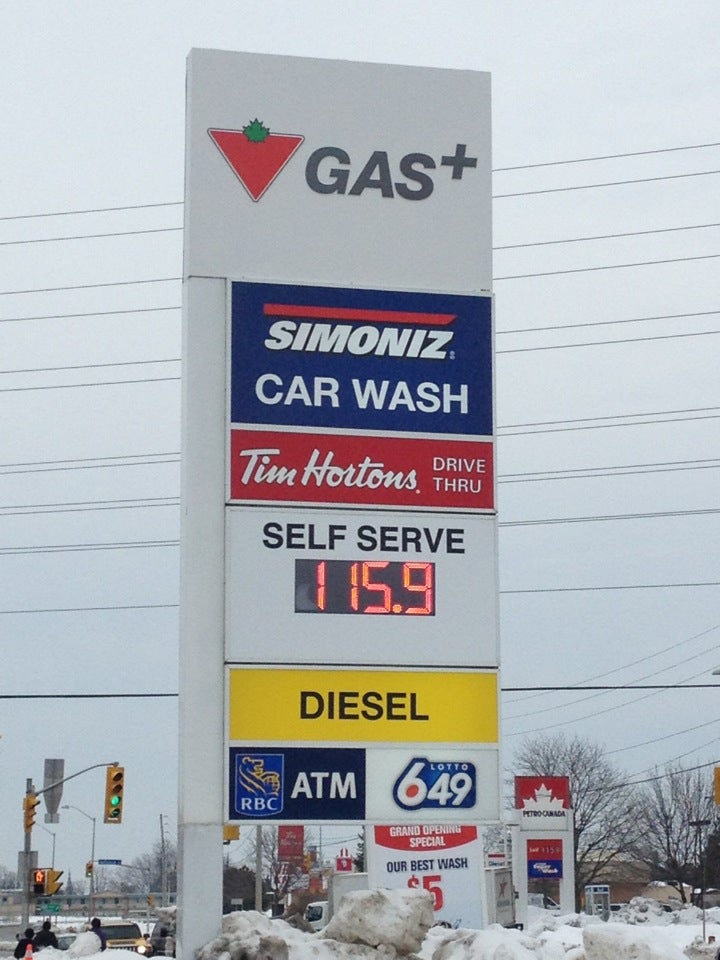 GAS+
SIMONIZ
CAR WASH
Tim Hortons DRIVE THRU
SELF SERVE
115.9
DIESEL
RBC ATM
LOTTO
649
PETRO-CANADA
GRAND OPENING
SPECIAL
OUR BEST WASH
$5